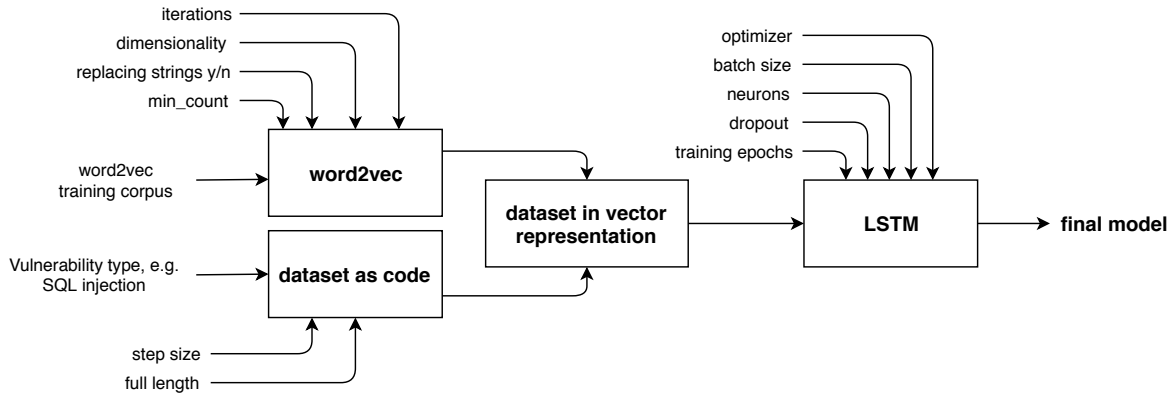 iterations
dimensionality
replacing strings y/n
min_count
word2vec
training corpus
word2vec
Vulnerability type, e.g.
SQL injection
dataset as code
step size
full length
dataset in vector
representation
optimizer
batch size
neurons
dropout
training epochs
LSTM
final model